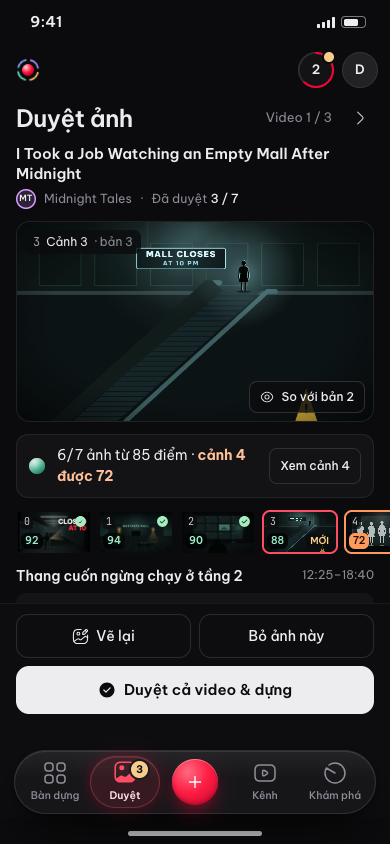 9:41
2
D
Duyệt ảnh
Video 1 / 3
I Took a Job Watching an Empty Mall After
Midnight
MT Midnight Tales · Đã duyệt 3 / 7
3 Cảnh 3 · bản 3
MALL CLOSES
AT 10 PM
So với bản 2
6/7 ảnh từ 85 điểm · cảnh 4
được 72
Xem cảnh 4
0 1 2 3 4
92 94 90 88 MỚI 72
Thang cuốn ngừng chạy ở tầng 2
12:25–18:40
Vẽ lại
Bỏ ảnh này
Duyệt cả video & dựng
3
Bàn dựng
Duyệt
Kênh
Khám phá